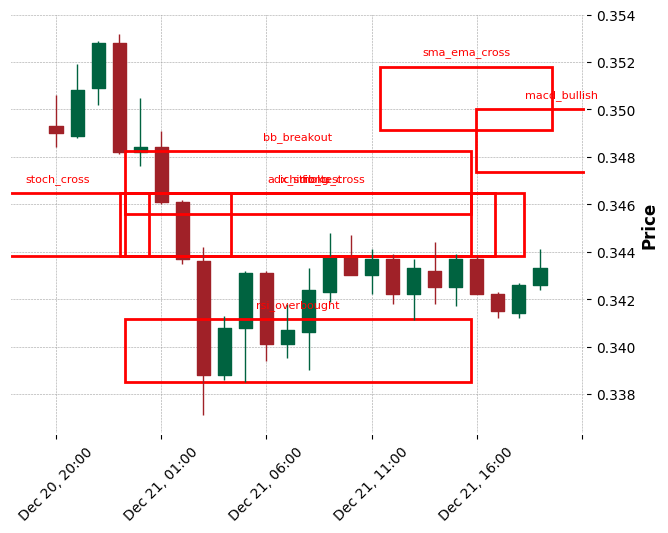 0.354
sma_ema_cross
0.352
macd_bullish
0.350
bb_breakout
0.348
stoch_cross
0.346
Price
0.344
0.342
0.340
0.338
Dec 20, 20:00
Dec 21, 01:00
Dec 21, 06:00
Dec 21, 11:00
Dec 21, 16:00